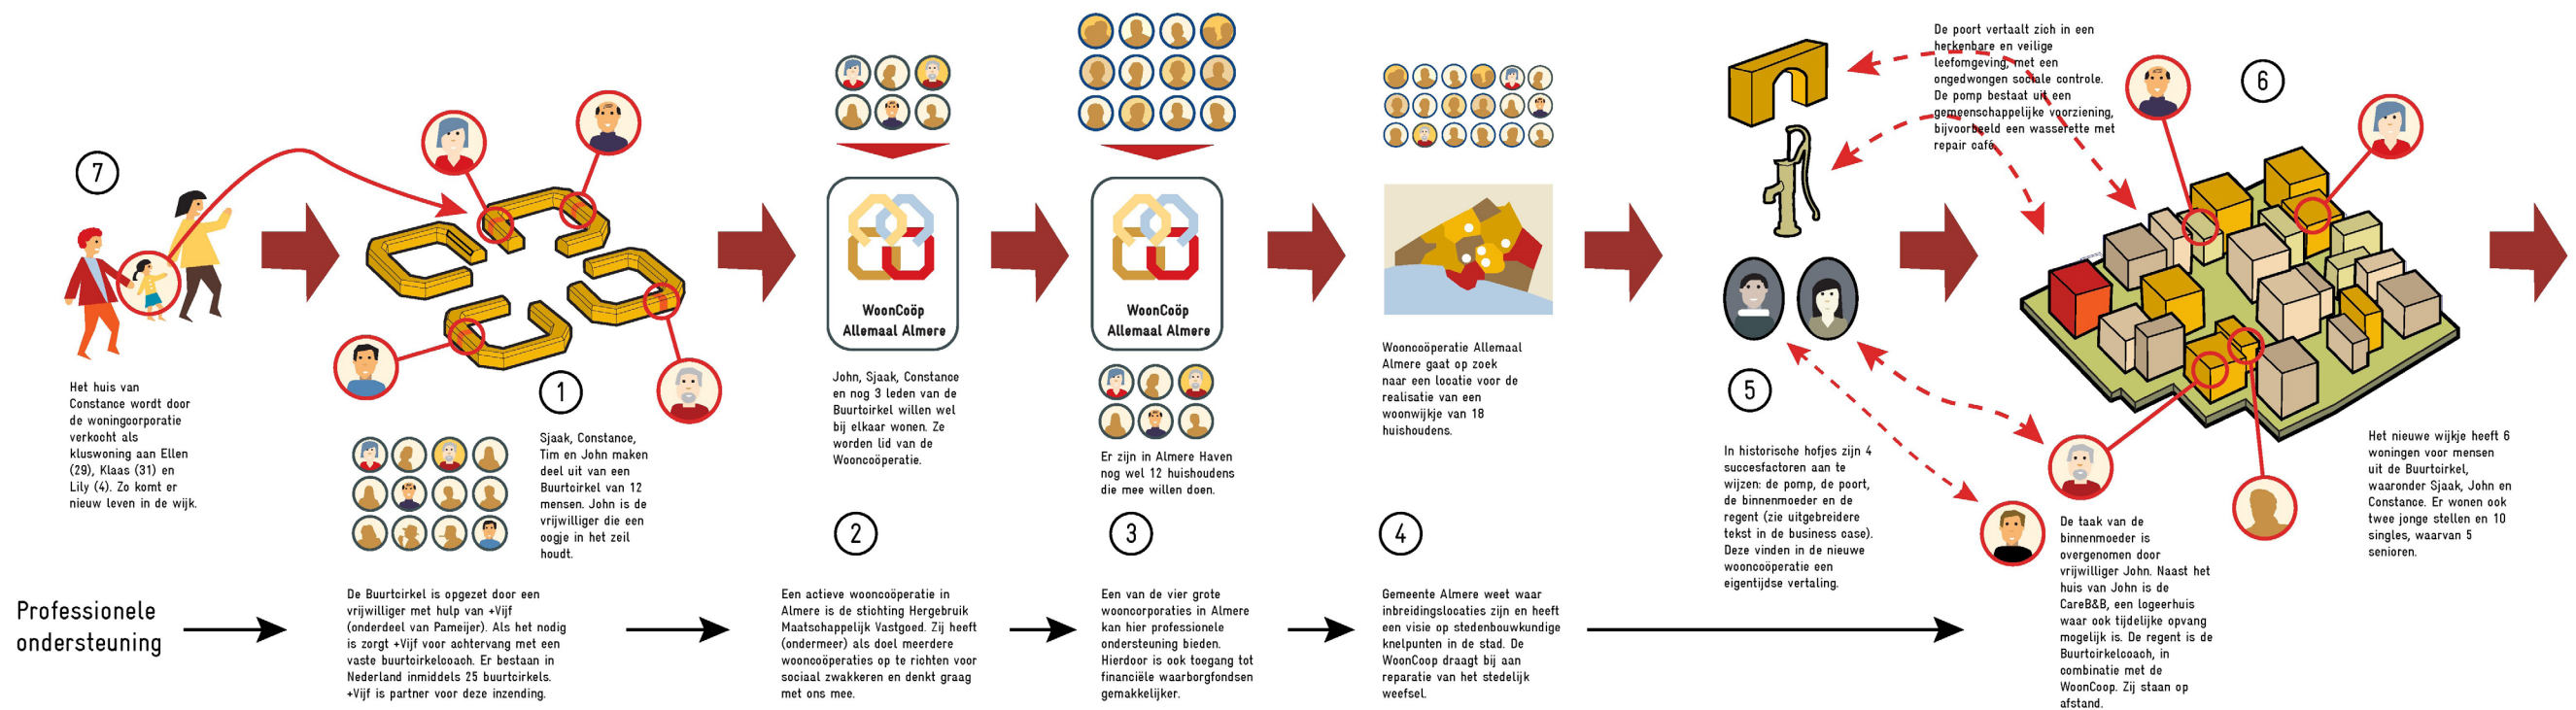 7
Het huis van
Constance wordt door
de woningcorporatie
verkocht als
kluswoning aan Ellen
(29), Klaas (31) en
Lily (4). Zo komt er
nieuw leven in de wijk.
1
Sjaak, Constance,
Tim en John maken
deel uit van een
Buurtcirkel van 12
mensen. John is de
vrijwilliger die een
oogje in het zeil
houdt.
WoonCoöp
Allemaal Almere
John, Sjaak, Constance
en nog 3 leden van de
Buurtcirkel willen wel
bij elkaar wonen. Ze
worden lid van de
Wooncoöperatie.
2
WoonCoöp
Allemaal Almere
Er zijn in Almere Haven
nog wel 12 huishoudens
die mee willen doen.
3
Wooncoöperatie Allemaal
Almere gaat op zoek
naar een locatie voor de
realisatie van een
woonwijkje van 18
huishoudens.
4
5
In historische hofjes zijn 4
succesfactoren aan te
wijzen: de pomp, de poort,
de binnenmoeder en de
regent (zie uitgebreidere
tekst in de business case).
Deze vinden in de nieuwe
wooncoöperatie een
eigentijdse vertaling.
De poort vertaalt zich in een
herkenbare en veilige
leefomgeving, met een
ongedwongen sociale controle.
De pomp bestaat uit een
gemeenschappelijke voorziening,
bijvoorbeeld een wasserette met
repair café.
6
Het nieuwe wijkje heeft 6
woningen voor mensen
uit de Buurtcirkel,
waaronder Sjaak, John en
Constance. Er wonen ook
twee jonge stellen en 10
singles, waarvan 5
senioren.
De taak van de
binnenmoeder is
overgenomen door
vrijwilliger John. Naast het
huis van John is de
CareB&B, een logeerhuis
waar ook tijdelijke opvang
mogelijk is. De regent is de
Buurtcirkelcoach, in
combinatie met de
WoonCoop. Zij staan op
afstand.
Professionele
ondersteuning
De Buurtcirkel is opgezet door een
vrijwilliger met hulp van +Vijf
(onderdeel van Pameijer). Als het nodig
is zorgt +Vijf voor achtervang met een
vaste buurtcirkelcoach. Er bestaan in
Nederland inmiddels 25 buurtcirkels.
+Vijf is partner voor deze inzending.
Een actieve wooncoöperatie in
Almere is de stichting Hergebruik
Maatschappelijk Vastgoed. Zij heeft
(ondermeer) als doel meerdere
wooncoöperaties op te richten voor
sociaal zwakkeren en denkt graag
met ons mee.
Een van de vier grote
wooncorporaties in Almere
kan hier professionele
ondersteuning bieden.
Hierdoor is ook toegang tot
financiële waarborgfondsen
gemakkelijker.
Gemeente Almere weet waar
inbreidingslocaties zijn en heeft
een visie op stedenbouwkundige
knelpunten in de stad. De
WoonCoop draagt bij aan
reparatie van het stedelijk
weefsel.